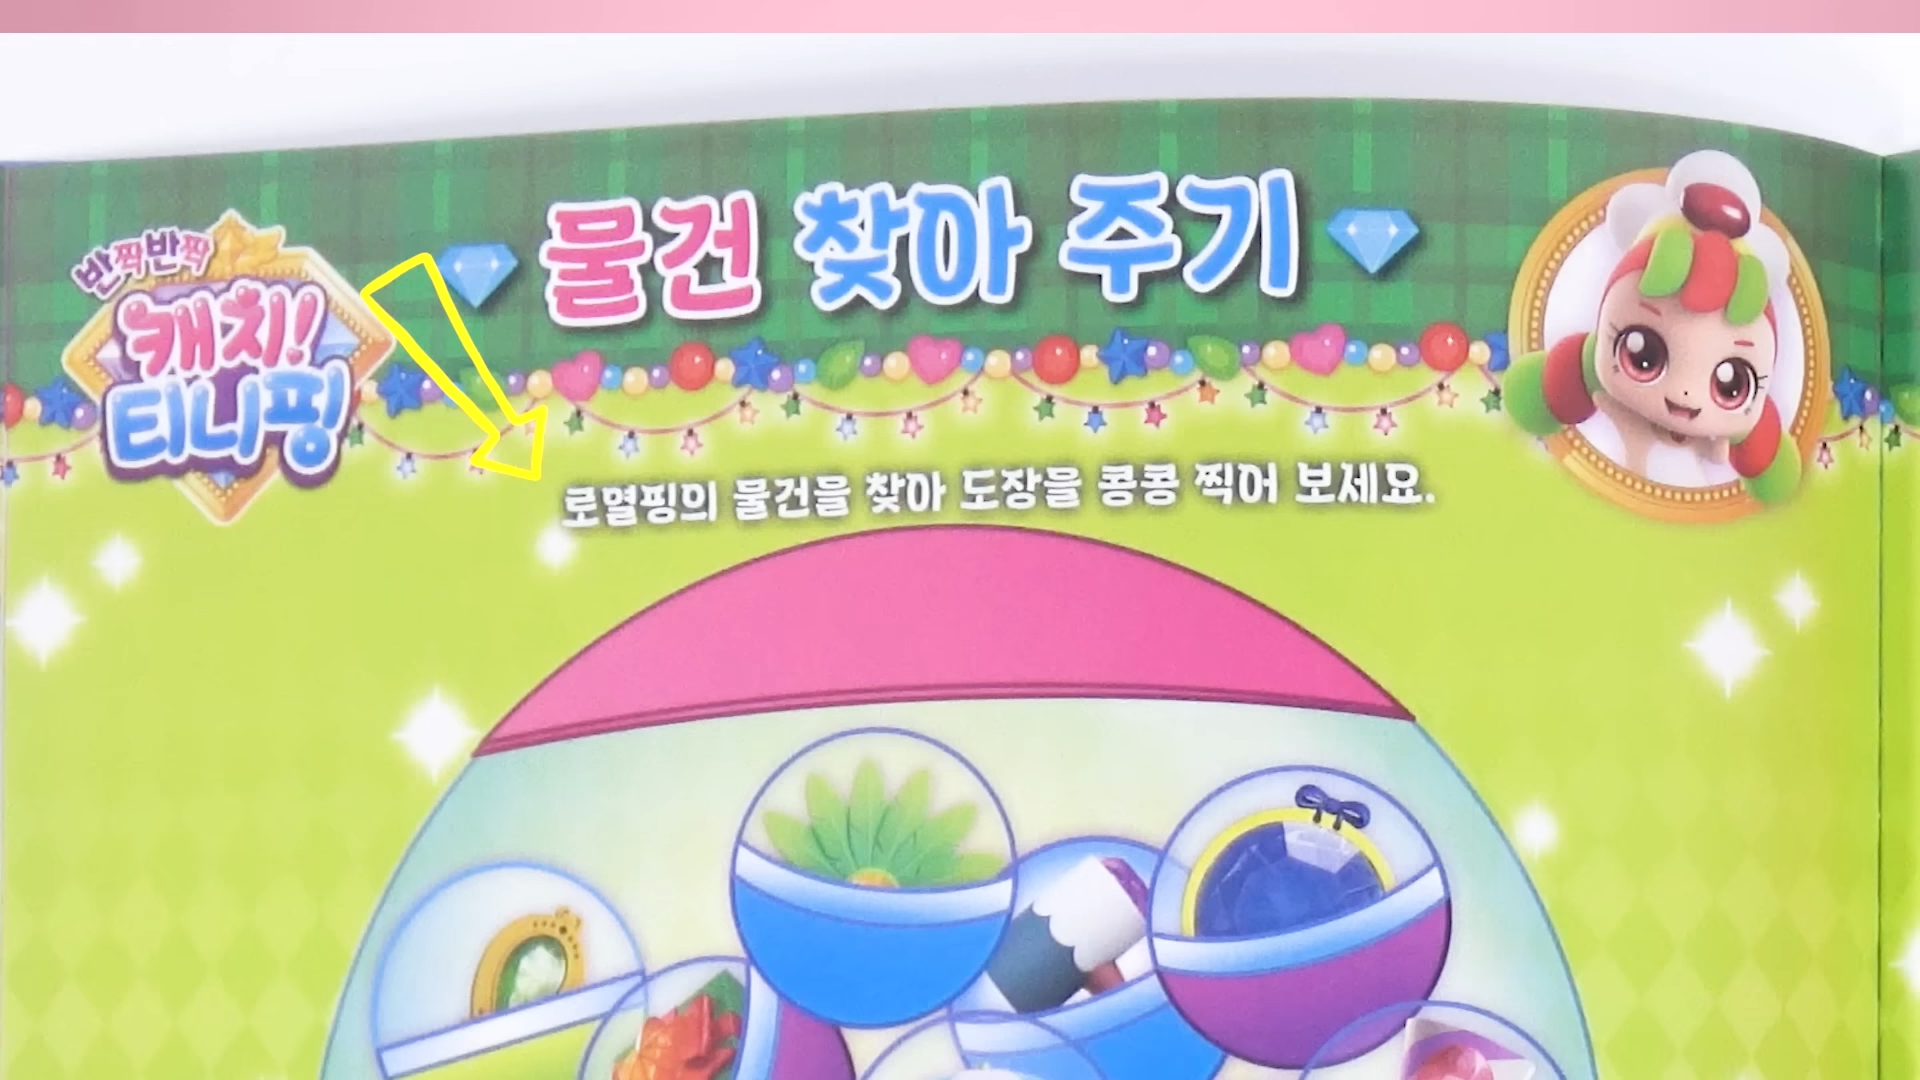 물건 찾아 주기
반짝반짝
캐치!
티니핑
로열핑의 물건을 찾아 도장을 콩콩 찍어 보세요.